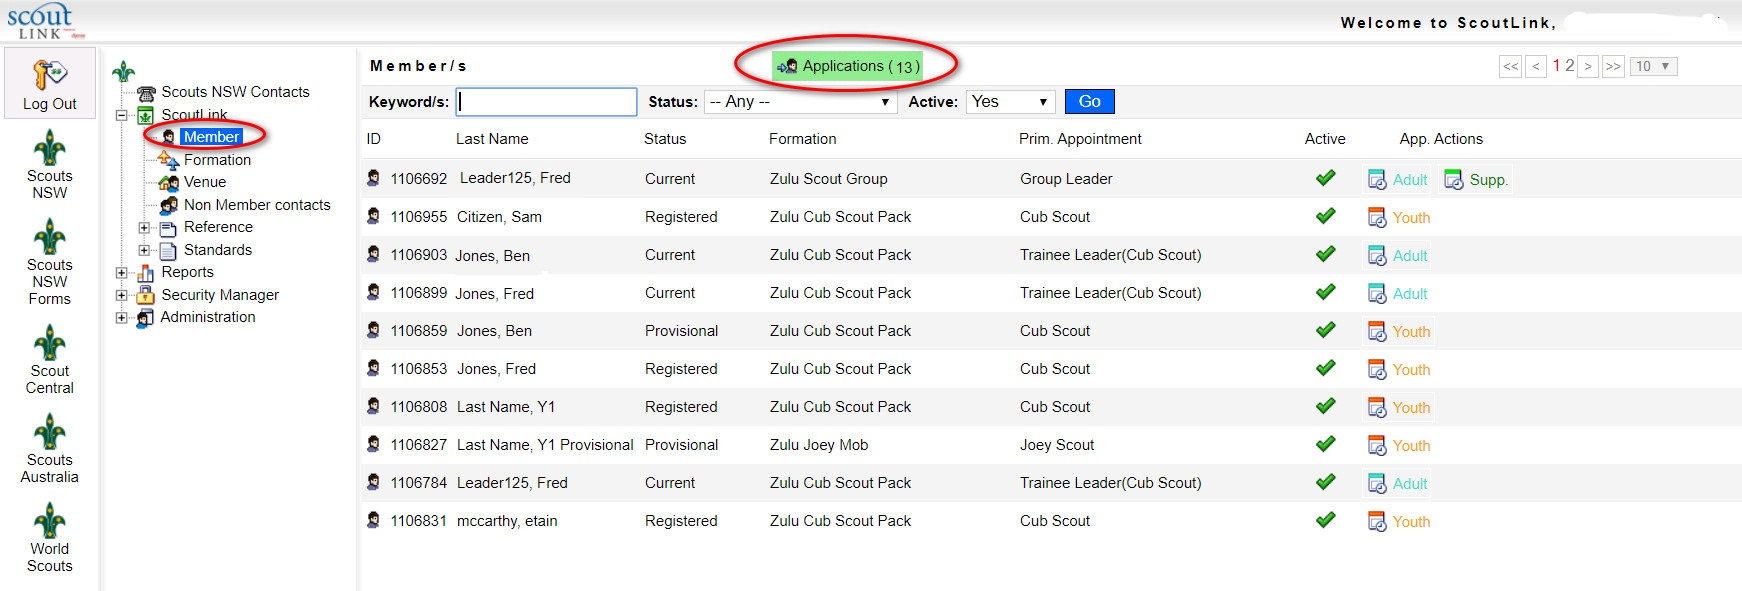 scout
LINK
Welcome to ScoutLink,
Log Out
Scouts
NSW
Scouts
NSW
Forms
Scout
Central
Scouts
Australia
World
Scouts
Scouts NSW Contacts
ScoutLink
Member
Formation
Venue
Non Member contacts
Reference
Standards
Reports
Security Manager
Administration
Member/s Applications (13) << < 1 2 > >> 10
Keyword/s: Status: -- Any -- Active: Yes Go
ID Last Name Status Formation Prim. Appointment Active App. Actions
1106692 Leader125, Fred Current Zulu Scout Group Group Leader Adult Supp.
1106955 Citizen, Sam Registered Zulu Cub Scout Pack Cub Scout Youth
1106903 Jones, Ben Current Zulu Cub Scout Pack Trainee Leader(Cub Scout) Adult
1106899 Jones, Fred Current Zulu Cub Scout Pack Trainee Leader(Cub Scout) Adult
1106859 Jones, Ben Provisional Zulu Cub Scout Pack Cub Scout Youth
1106853 Jones, Fred Registered Zulu Cub Scout Pack Cub Scout Youth
1106808 Last Name, Y1 Registered Zulu Cub Scout Pack Cub Scout Youth
1106827 Last Name, Y1 Provisional Provisional Zulu Joey Mob Joey Scout Youth
1106784 Leader125, Fred Current Zulu Cub Scout Pack Trainee Leader(Cub Scout) Adult
1106831 mccarthy, etain Registered Zulu Cub Scout Pack Cub Scout Youth